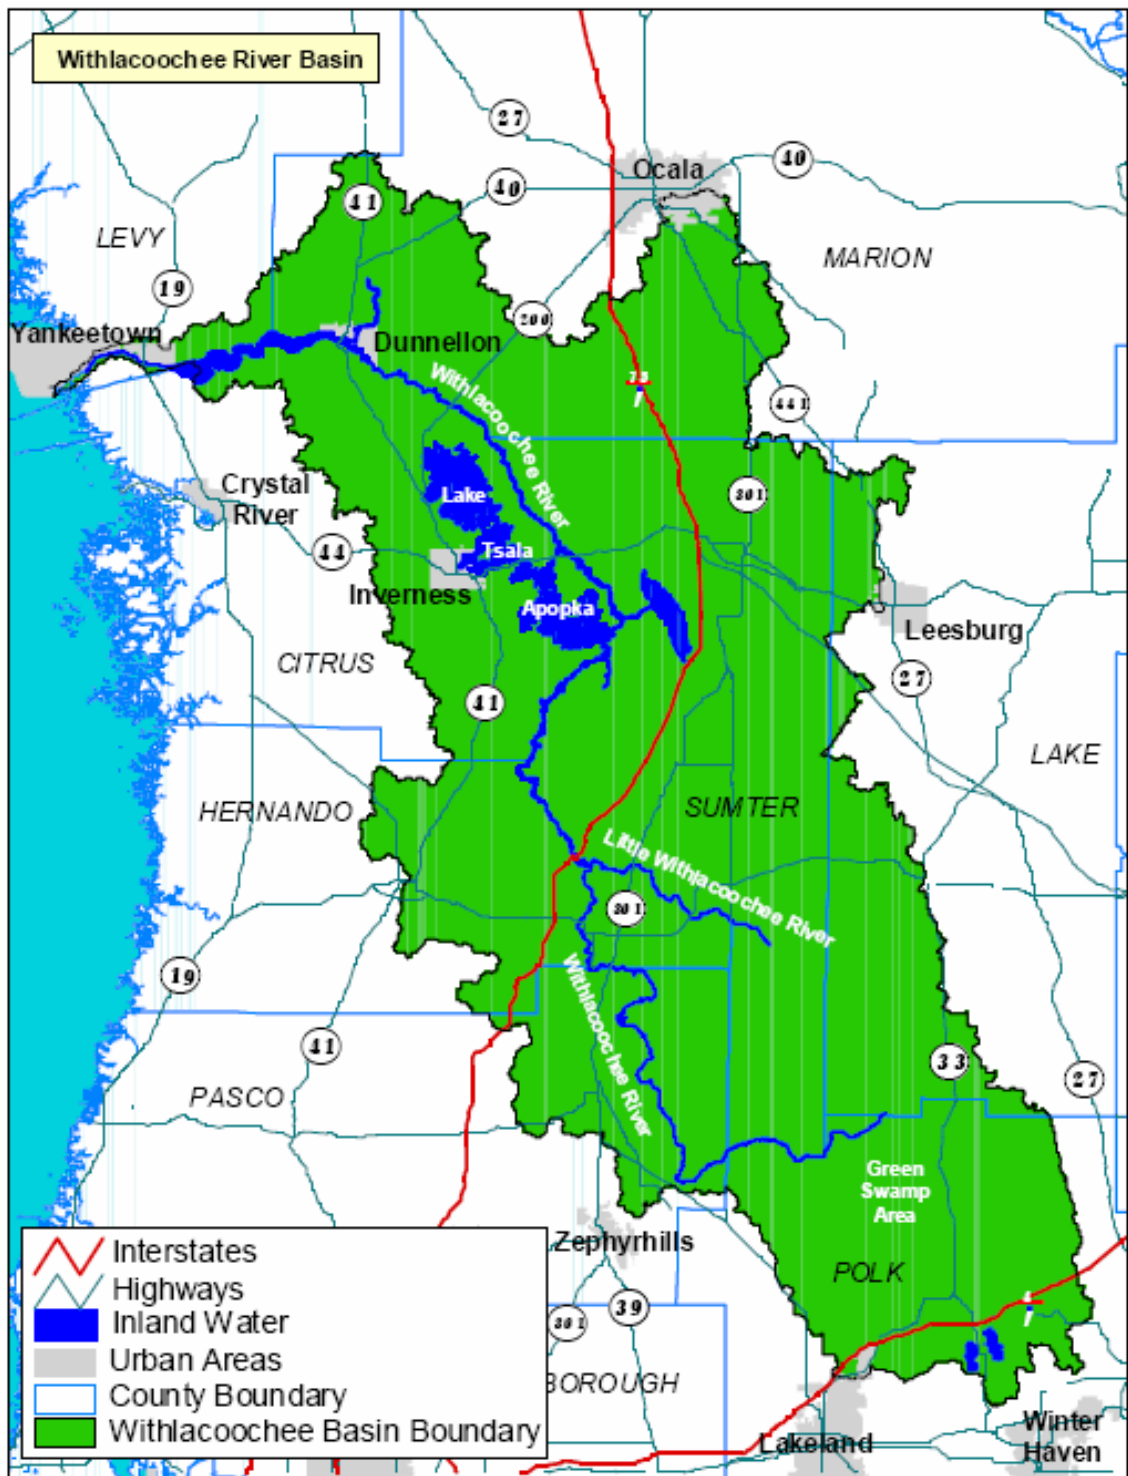 Withlacoochee River Basin
27
Ocala
40
40
41
LEVY
MARION
19
200
Yankeetown
Dunnellon
Withlacoochee River
75
441
Crystal
River
Lake
301
44
Tsala
Inverness
Apopka
Leesburg
CITRUS
27
41
LAKE
HERNANDO
SUMTER
Little Withlacoochee River
301
19
Withlacoochee River
41
33
27
PASCO
Green
Swamp
Area
Zephyrhills
POLK
4
39
301
BOROUGH
Winter
Haven
Lakeland
Interstates
Highways
Inland Water
Urban Areas
County Boundary
Withlacoochee Basin Boundary